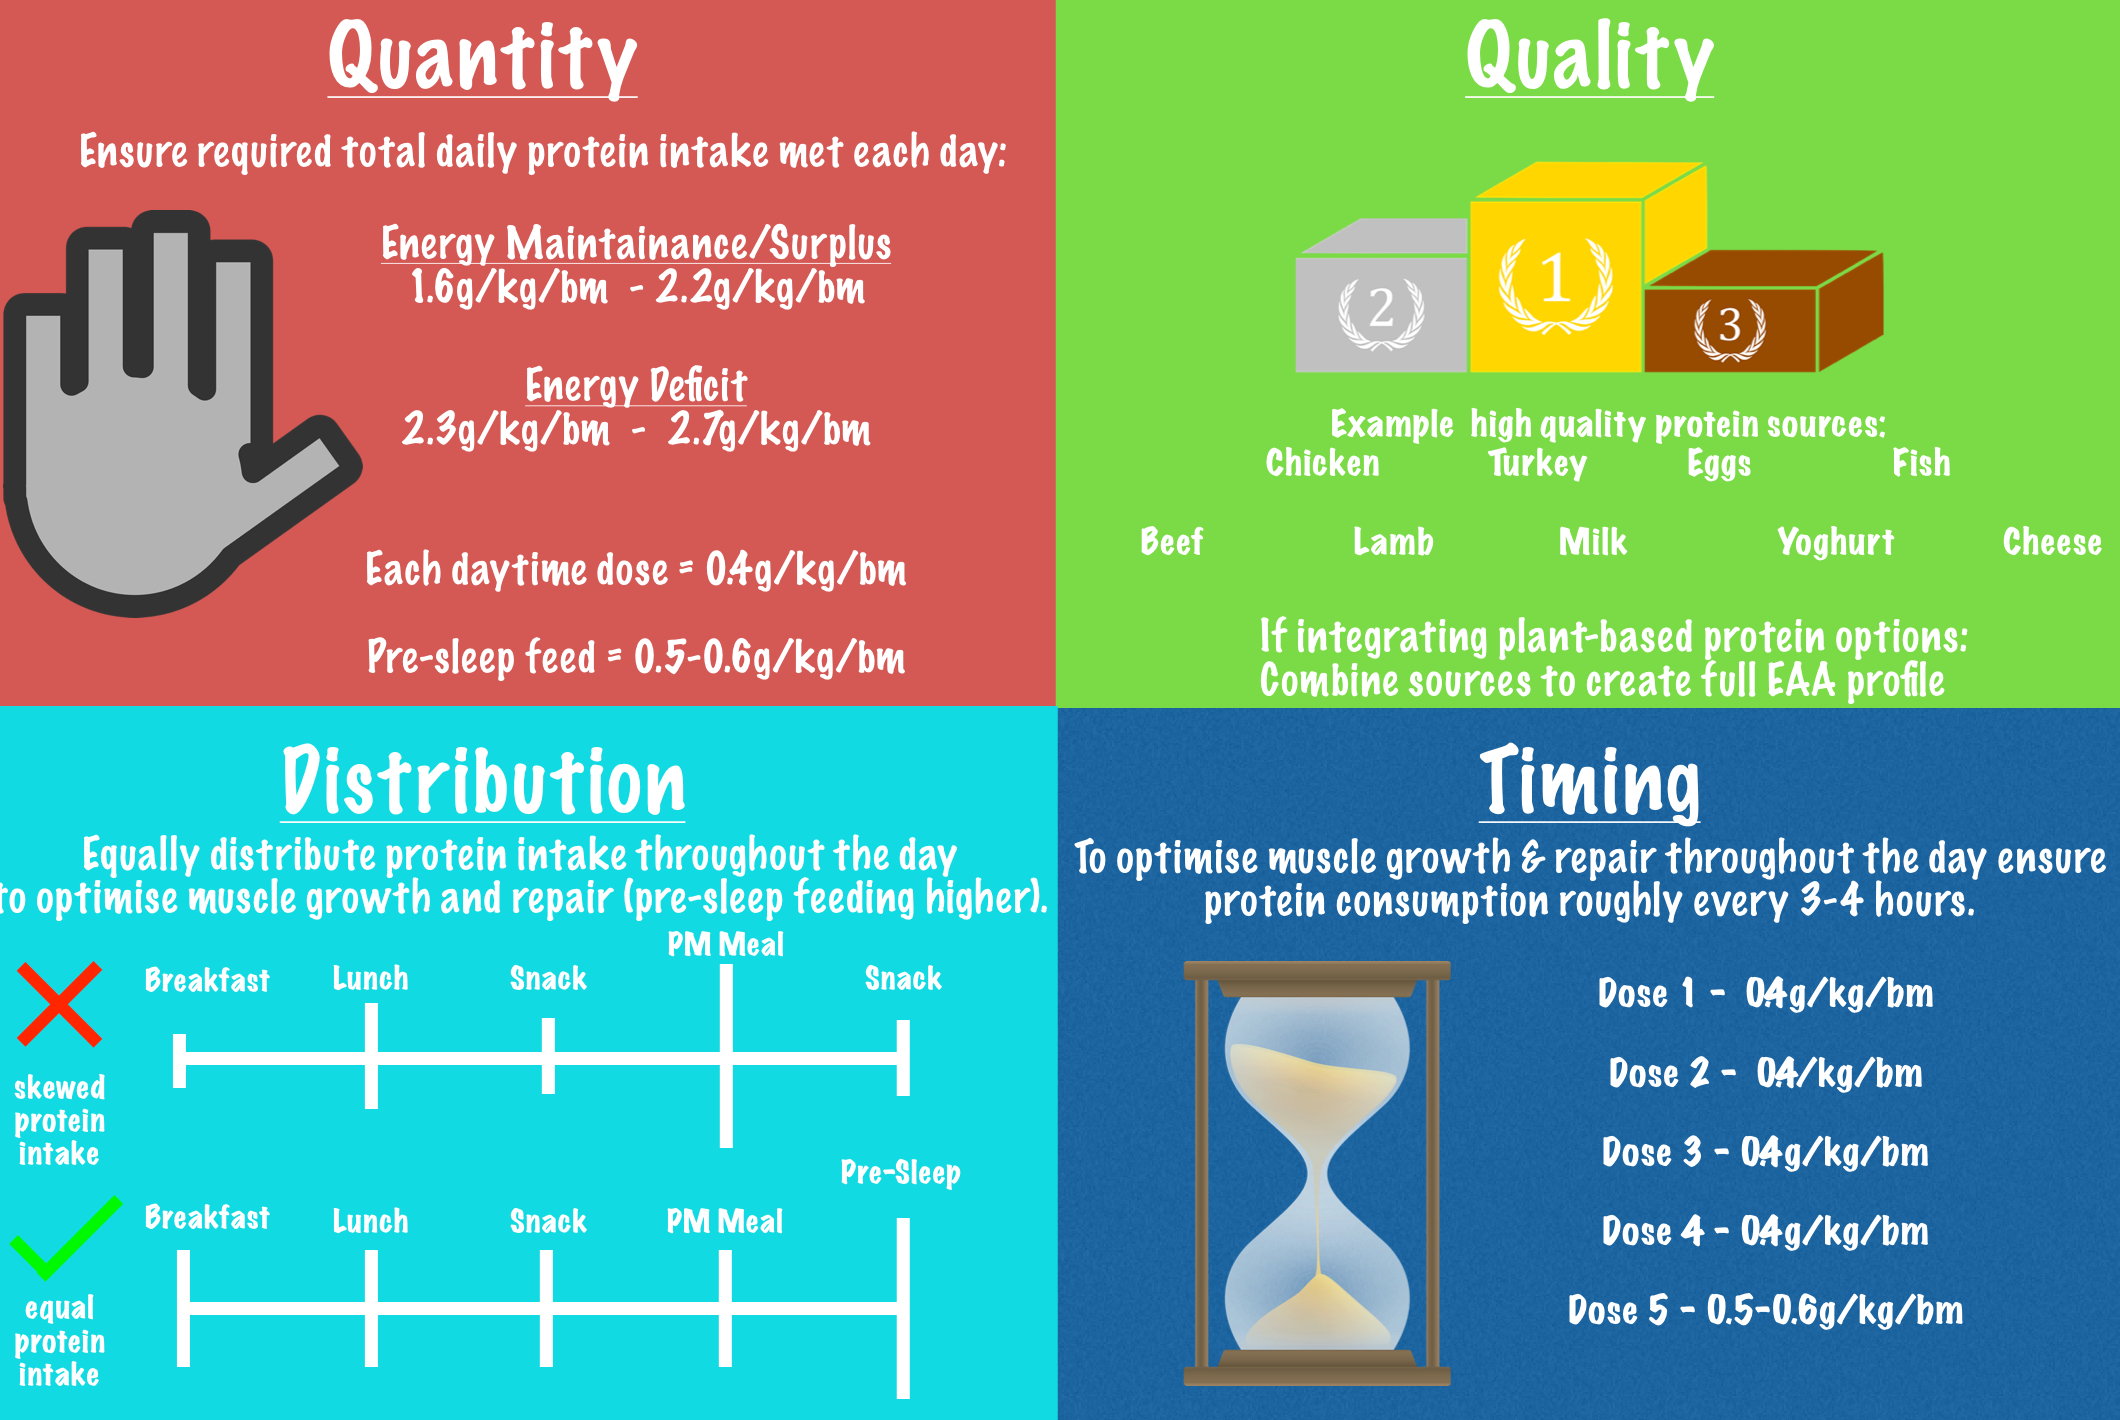 Quantity
Ensure required total daily protein intake met each day:
Energy Maintainance/Surplus
1.6g/kg/bm - 2.2g/kg/bm
Energy Deficit
2.3g/kg/bm - 2.7g/kg/bm
Each daytime dose = 0.4g/kg/bm
Pre-sleep feed = 0.5-0.6g/kg/bm
Quality
2
1
3
Example high quality protein sources:
Chicken Turkey Eggs Fish
Beef Lamb Milk Yoghurt Cheese
If integrating plant-based protein options:
Combine sources to create full EAA profile
Distribution
Equally distribute protein intake throughout the day
to optimise muscle growth and repair (pre-sleep feeding higher).
PM Meal
Breakfast Lunch Snack Snack
skewed
protein
intake
Pre-Sleep
Breakfast Lunch Snack PM Meal
equal
protein
intake
Timing
To optimise muscle growth & repair throughout the day ensure
protein consumption roughly every 3-4 hours.
Dose 1 - 0.4g/kg/bm
Dose 2 - 0.4/kg/bm
Dose 3 - 0.4g/kg/bm
Dose 4 - 0.4g/kg/bm
Dose 5 - 0.5-0.6g/kg/bm